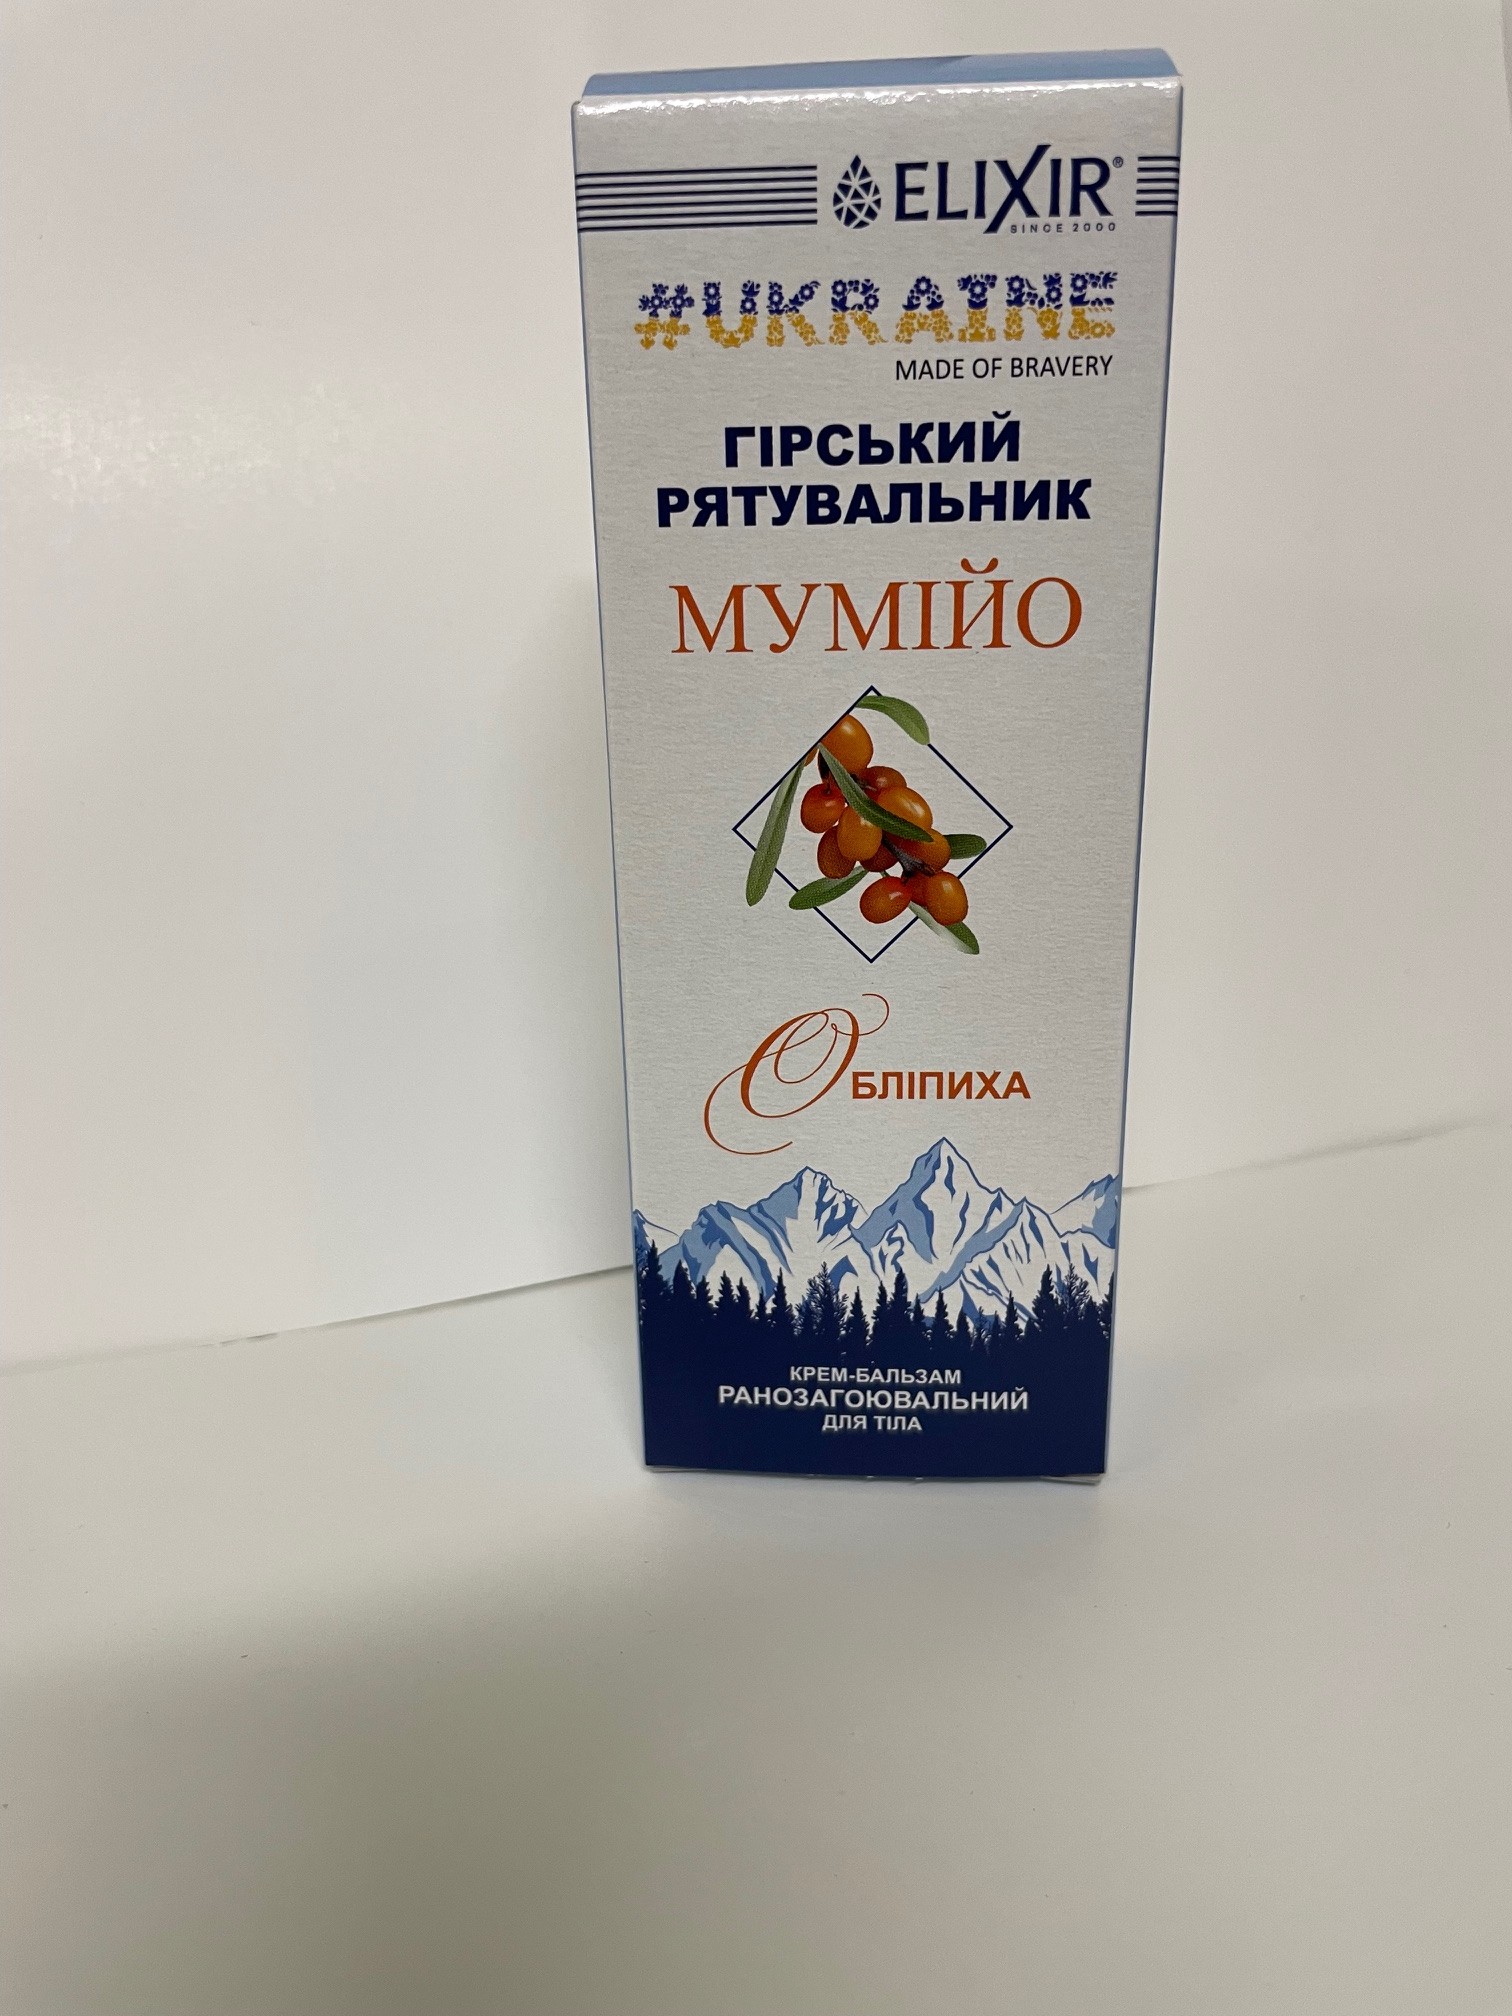 ELIXIR®
SINCE 2000
#UKRAINE
MADE OF BRAVERY
ГІРСЬКИЙ
РЯТУВАЛЬНИК
МУМІЙО
ОБЛІПИХА
КРЕМ-БАЛЬЗАМ
РАНОЗАГОЮВАЛЬНИЙ
ДЛЯ ТІЛА